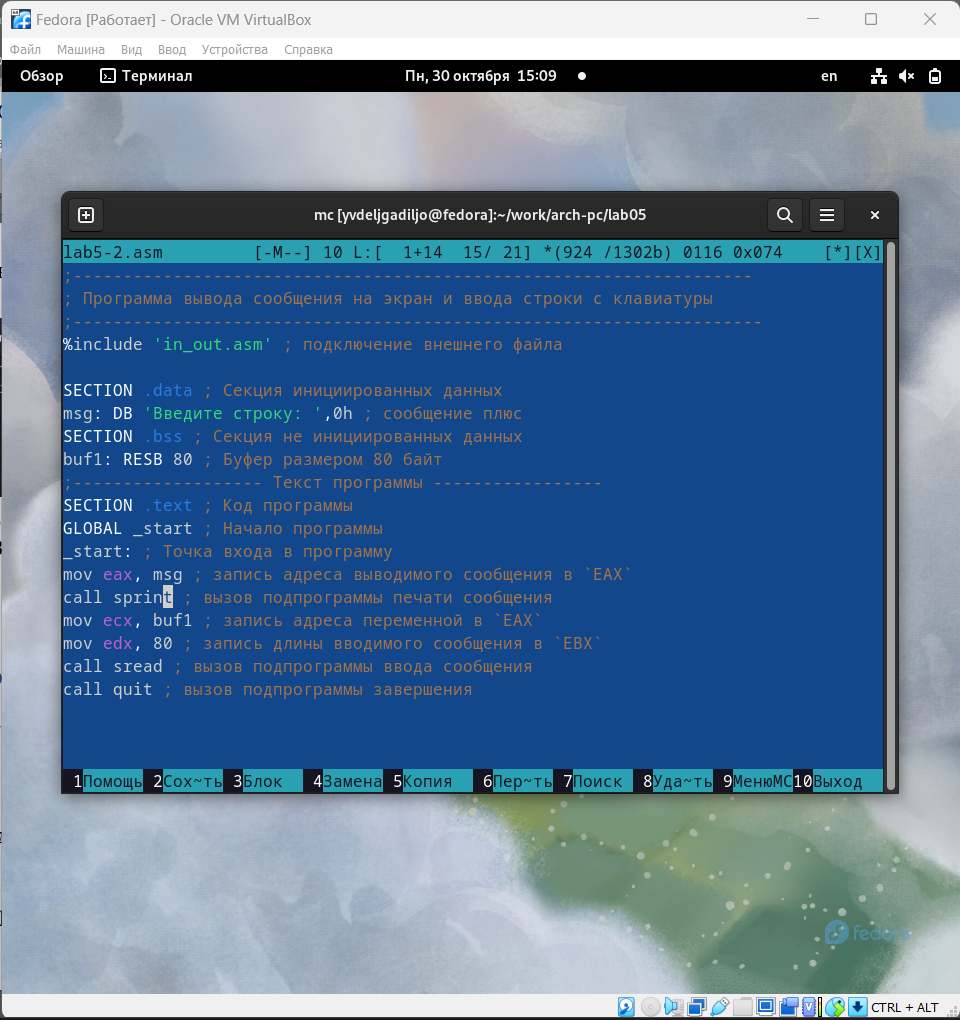 Fedora [Работает] - Oracle VM VirtualBox
Файл Машина Вид Ввод Устройства Справка
Обзор Терминал Пн, 30 октября 15:09 en
mc [yvdeljgadiljo@fedora]:~/work/arch-pc/lab05
lab5-2.asm [-M--] 10 L:[ 1+14 15/ 21] *(924 /1302b) 0116 0x074 [*][X]
;--------------------------------------------------------------------
; Программа вывода сообщения на экран и ввода строки с клавиатуры
;---------------------------------------------------------------------
%include 'in_out.asm' ; подключение внешнего файла
SECTION .data ; Секция инициированных данных
msg: DB 'Введите строку: ',0h ; сообщение плюс
SECTION .bss ; Секция не инициированных данных
buf1: RESB 80 ; Буфер размером 80 байт
;------------------- Текст программы -----------------
SECTION .text ; Код программы
GLOBAL _start ; Начало программы
_start: ; Точка входа в программу
mov eax, msg ; запись адреса выводимого сообщения в `EAX`
call sprint ; вызов подпрограммы печати сообщения
mov ecx, buf1 ; запись адреса переменной в `EAX`
mov edx, 80 ; запись длины вводимого сообщения в `EBX`
call sread ; вызов подпрограммы ввода сообщения
call quit ; вызов подпрограммы завершения
1Помощь 2Сох~ть 3Блок 4Замена 5Копия 6Пер~ть 7Поиск 8Уда~ть 9МенюMC 10Выход
fedora
CTRL + ALT